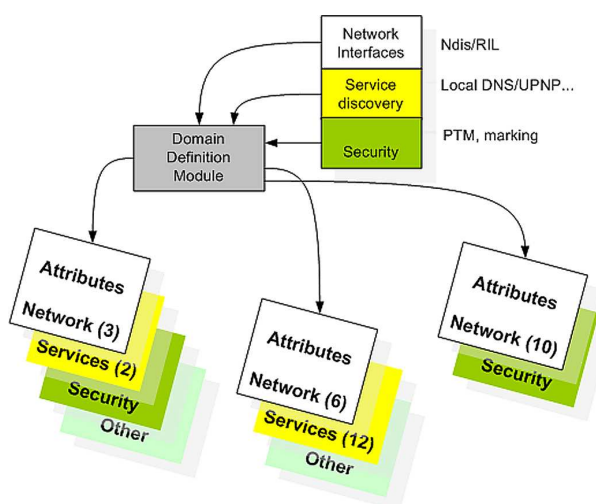 Network
Interfaces
Ndis/RIL
Service
discovery
Local DNS/UPNP...
Security
PTM, marking
Domain
Definition
Module
Attributes
Network (3)
Services (2)
Security
Other
Attributes
Network (6)
Services (12)
Other
Attributes
Network (10)
Security